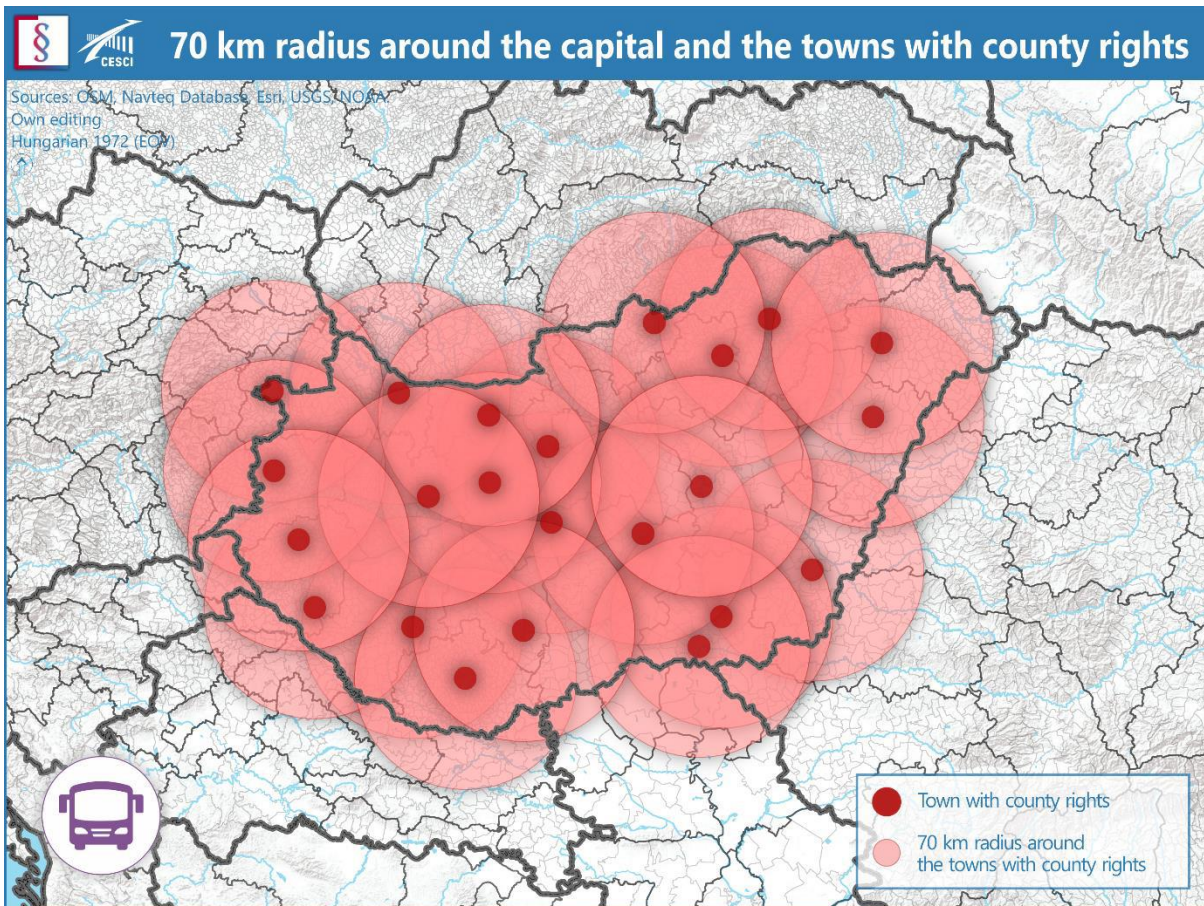 §
CESCI
70 km radius around the capital and the towns with county rights
Sources: OSM, Navteq Database, Esri, USGS, NOAA.
Own editing
Hungarian 1972 (EOV)
Town with county rights
70 km radius around
the towns with county rights